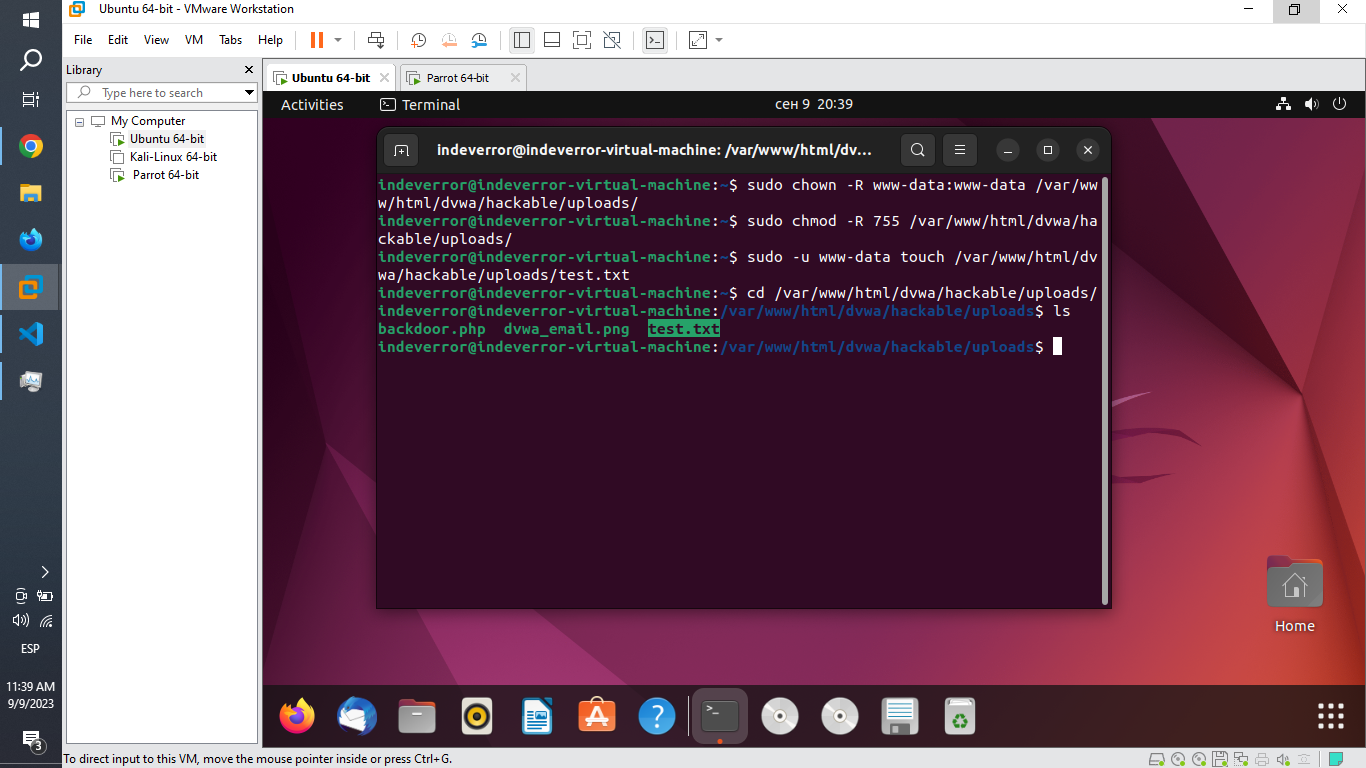 Ubuntu 64-bit - VMware Workstation
File Edit View VM Tabs Help
Library
Type here to search
My Computer
Ubuntu 64-bit
Kali-Linux 64-bit
Parrot 64-bit
Ubuntu 64-bit
Parrot 64-bit
Activities
Terminal
сен 9 20:39
indeverror@indeverror-virtual-machine: /var/www/html/dv...
indeverror@indeverror-virtual-machine:~$ sudo chown -R www-data:www-data /var/ww
w/html/dvwa/hackable/uploads/
indeverror@indeverror-virtual-machine:~$ sudo chmod -R 755 /var/www/html/dvwa/ha
ckable/uploads/
indeverror@indeverror-virtual-machine:~$ sudo -u www-data touch /var/www/html/dv
wa/hackable/uploads/test.txt
indeverror@indeverror-virtual-machine:~$ cd /var/www/html/dvwa/hackable/uploads/
indeverror@indeverror-virtual-machine:/var/www/html/dvwa/hackable/uploads$ ls
backdoor.php dvwa_email.png test.txt
indeverror@indeverror-virtual-machine:/var/www/html/dvwa/hackable/uploads$
Home
ESP
11:39 AM
9/9/2023
3
To direct input to this VM, move the mouse pointer inside or press Ctrl+G.